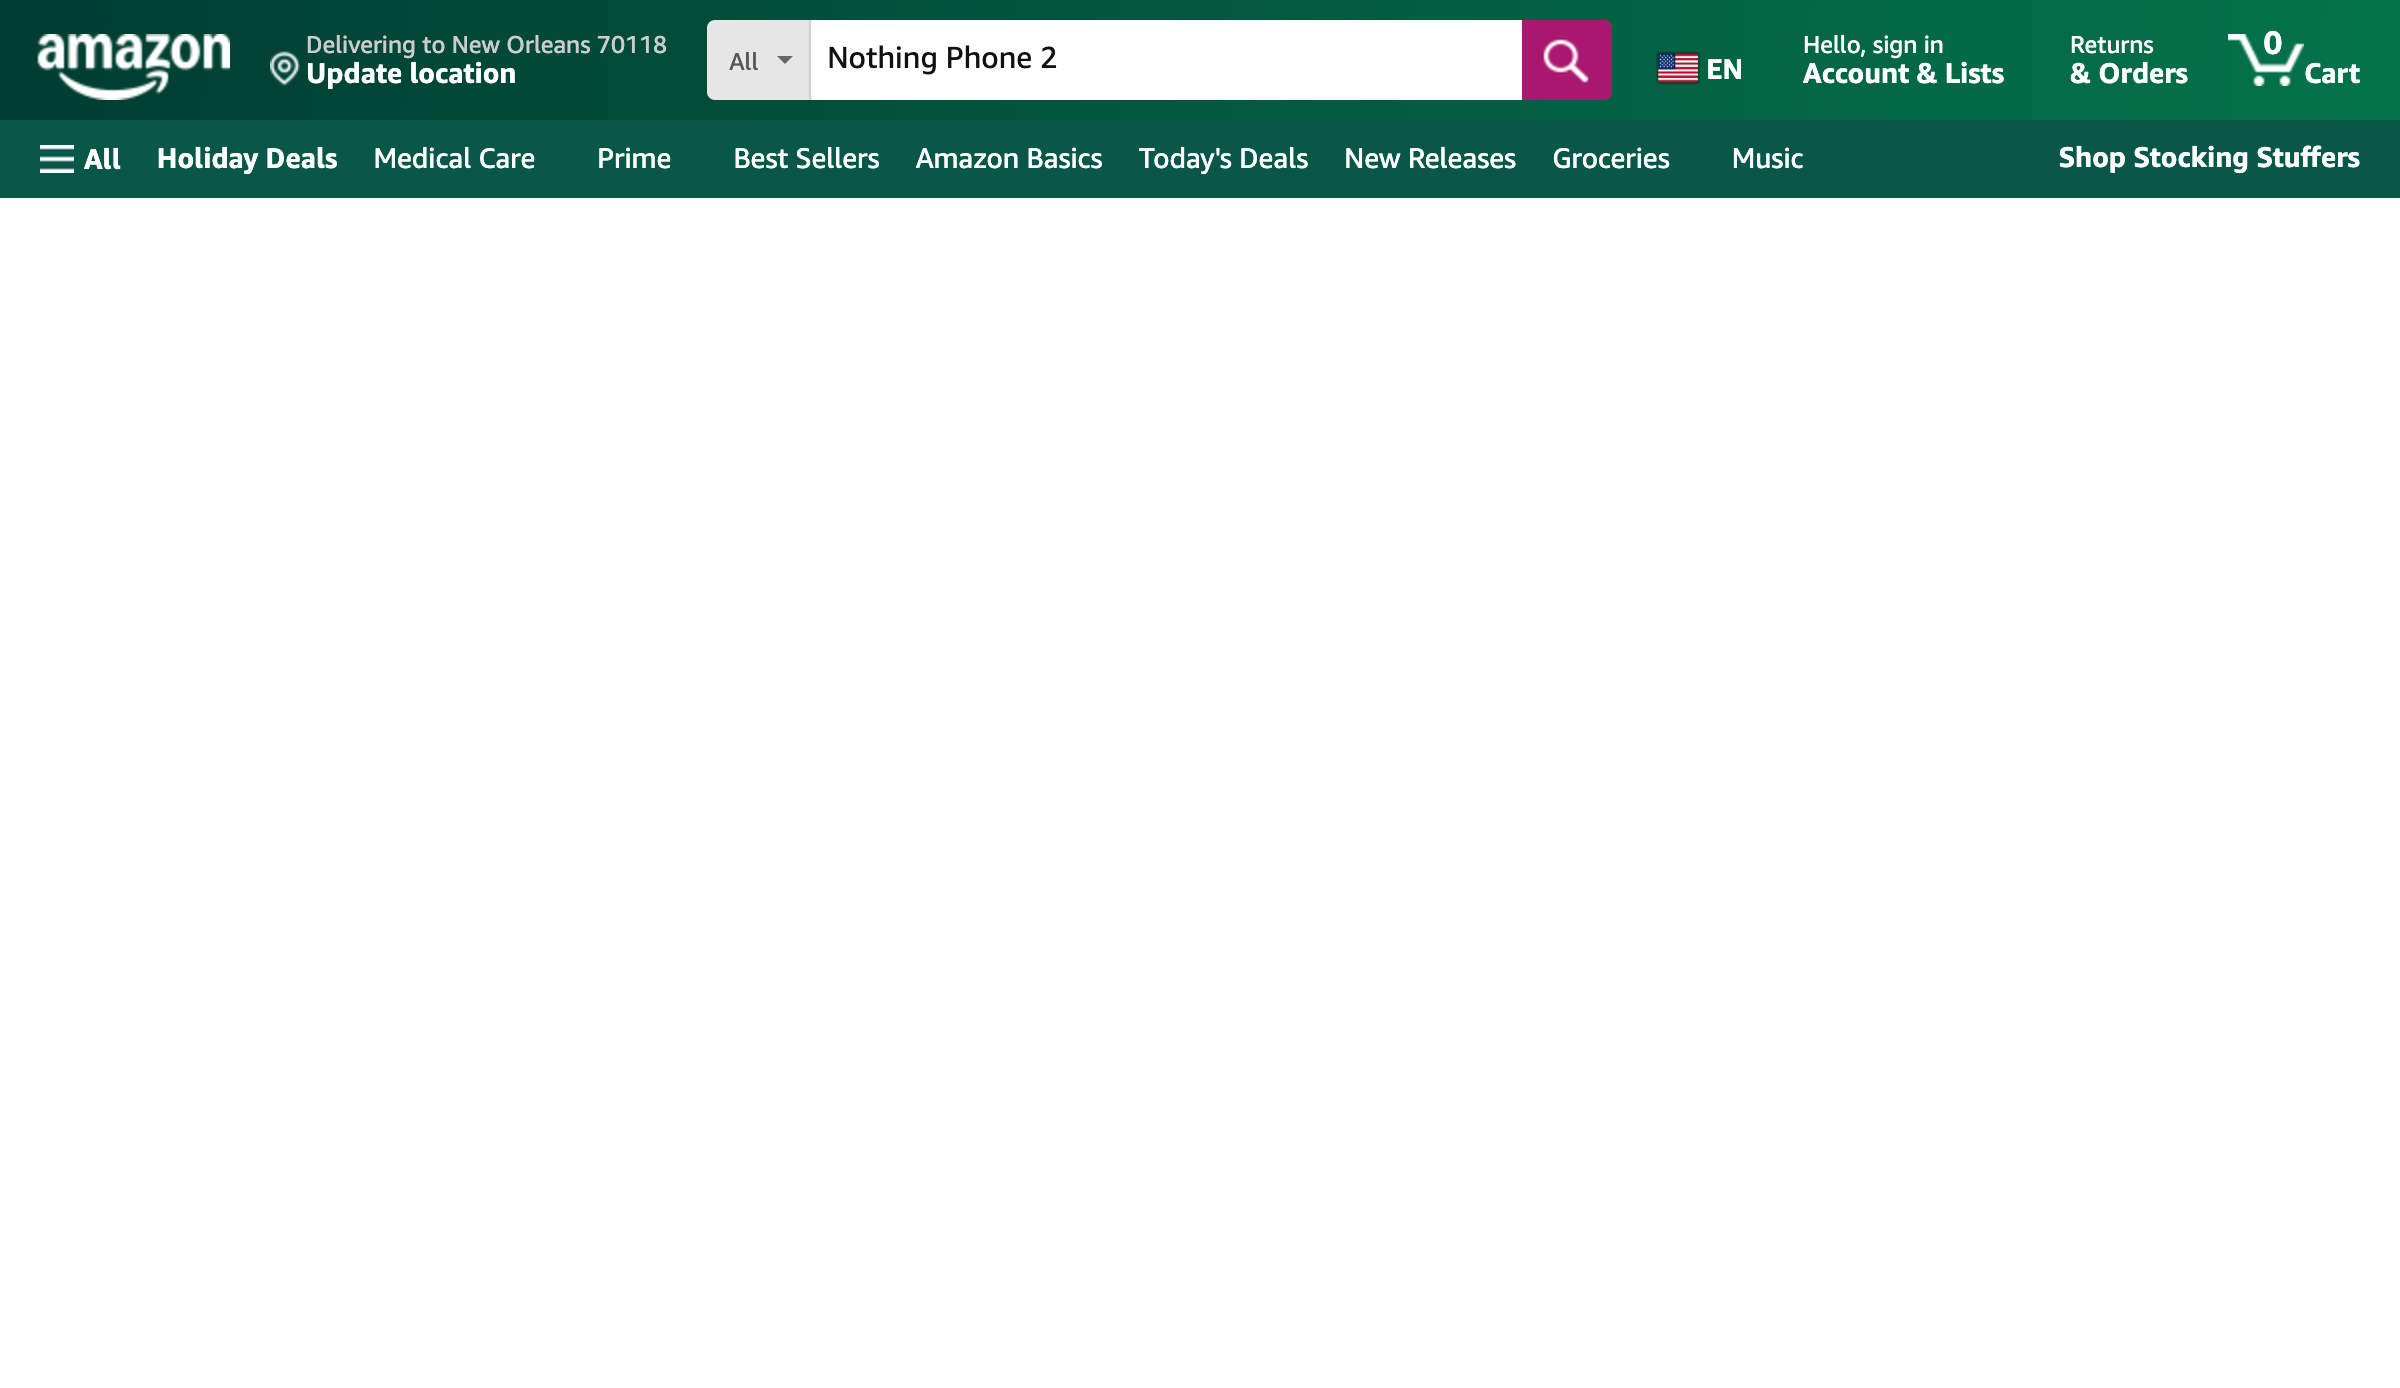 amazon
Delivering to New Orleans 70118
Update location
All
Nothing Phone 2
EN
Hello, sign in
Account & Lists
Returns
& Orders
0
Cart
All
Holiday Deals
Medical Care
Prime
Best Sellers
Amazon Basics
Today's Deals
New Releases
Groceries
Music
Shop Stocking Stuffers